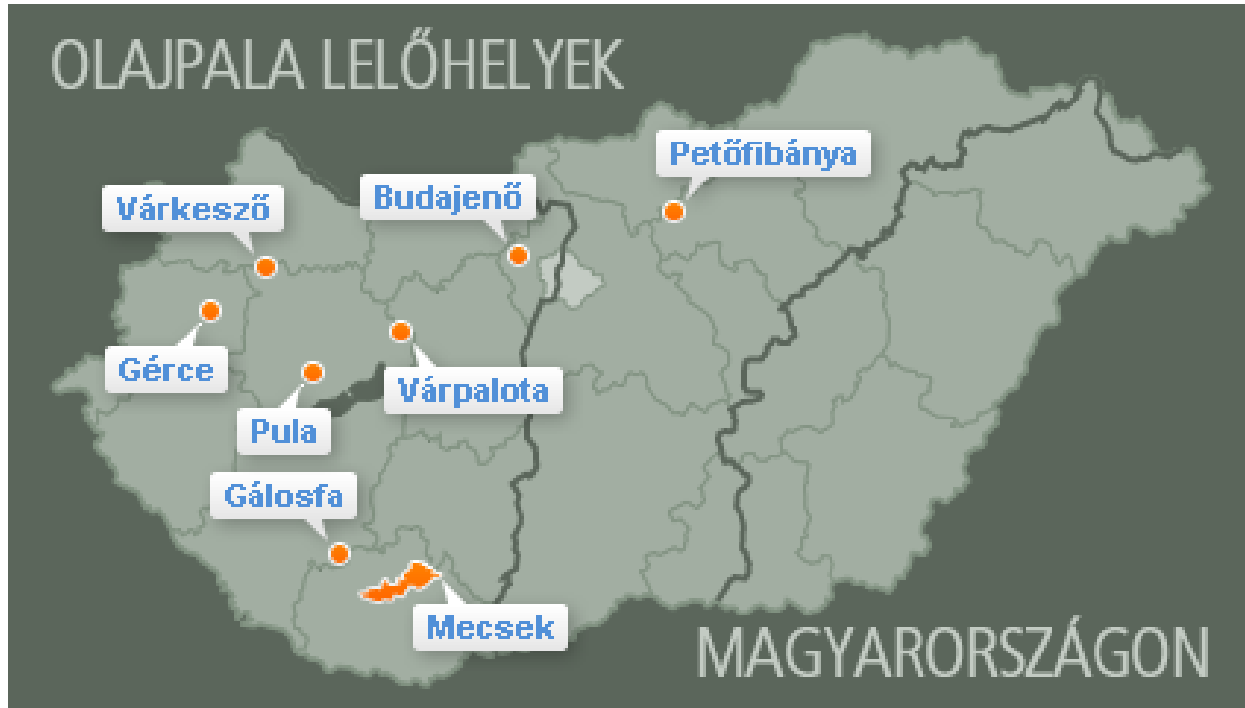 OLAJPALA LELŐHELYEK
Petőfibánya
Budajenő
Várkesző
Gérce
Várpalota
Pula
Gálosfa
Mecsek
MAGYARORSZÁGON